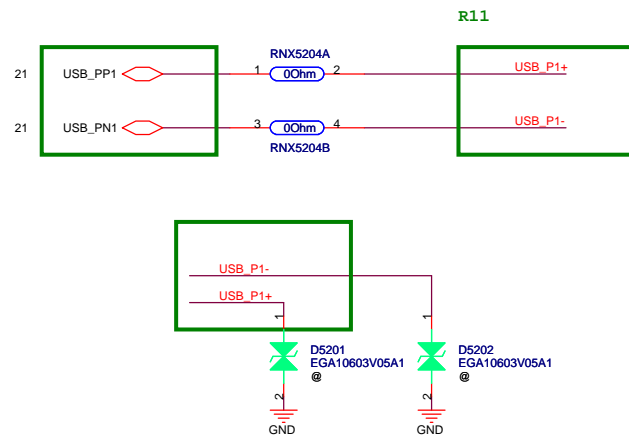 R11
RNX5204A
21 USB_PP1 1 0Ohm 2 USB_P1+
21 USB_PN1 3 0Ohm 4 USB_P1-
RNX5204B
USB_P1-
USB_P1+
1 1
D5201 D5202
EGA10603V05A1 EGA10603V05A1
@ @
2 2
GND GND